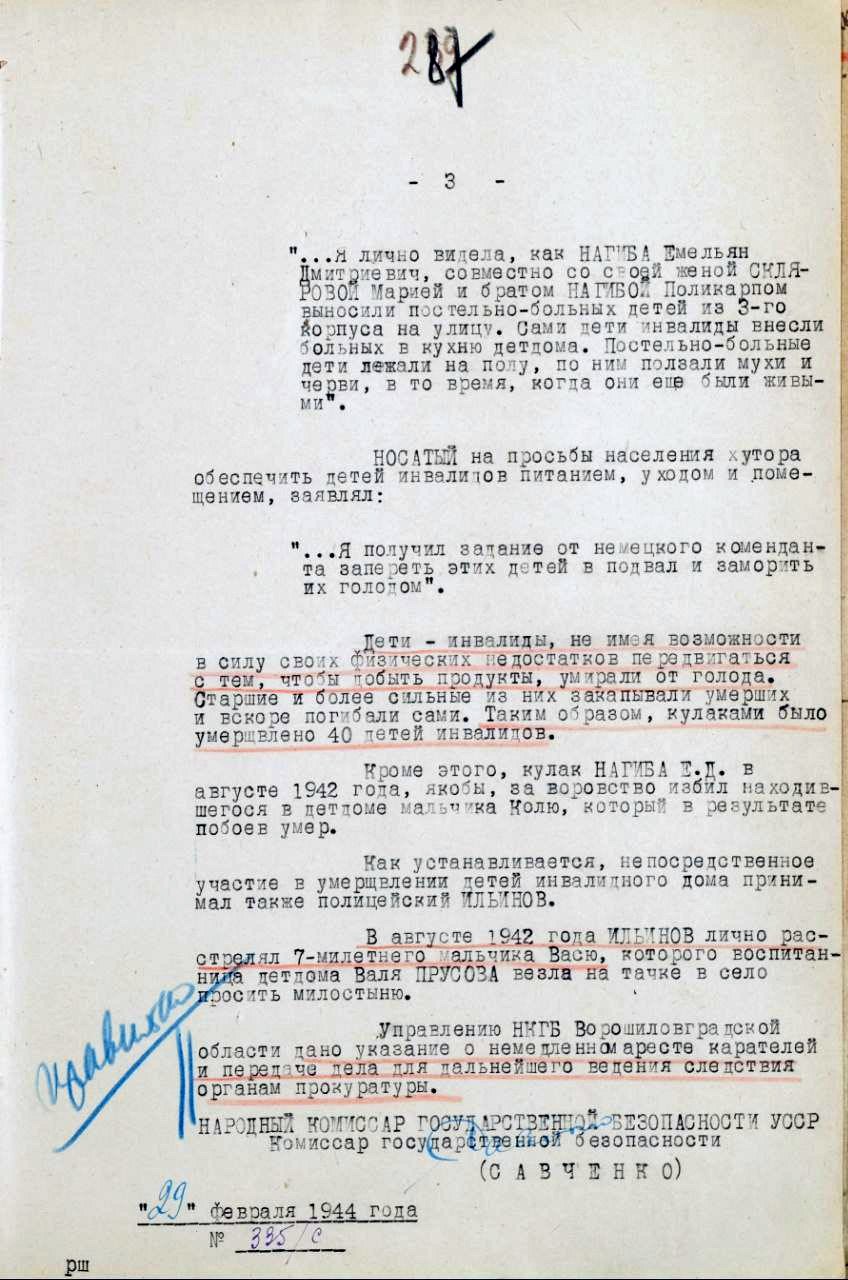 287
- 3 -
"...Я лично видела, как НАГИБА Емельян
Дмитриевич, совместно со своей женой СКЛЯ-
РОВОЙ Марией и братом НАГИБОЙ Поликарпом
выносили постельно-больных детей из 3-го
корпуса на улицу. Сами дети инвалиды внесли
больных в кухню детдома. Постельно-больные
дети лежали на полу, по ним ползали мухи и
черви, в то время, когда они еще были живы-
ми".
НОСАТЫЙ на просьбы населения хутора
обеспечить детей инвалидов питанием, уходом и поме-
щением, заявлял:
"...Я получил задание от немецкого комендан-
та запереть этих детей в подвал и заморить
их голодом".
Дети - инвалиды, не имея возможности
в силу своих физических недостатков передвигаться
с тем, чтобы добыть продукты, умирали от голода.
Старшие и более сильные из них закапывали умерших
и вскоре погибали сами. Таким образом, кулаками было
умерщвлено 40 детей инвалидов.
Кроме этого, кулак НАГИБА Е.Д. в
августе 1942 года, якобы, за воровство избил находив-
шегося в детдоме мальчика Колю, который в результате
побоев умер.
Как устанавливается, непосредственное
участие в умерщвлении детей инвалидного дома прини-
мал также полицейский ИЛЬИНОВ.
В августе 1942 года ИЛЬИНОВ лично рас-
стрелял 7-милетнего мальчика Васю, которого воспитан-
ница детдома Валя ПРУСОВА везла на тачке в село
просить милостыню.
правильно
Управлению НКГБ Ворошиловградской
области дано указание о немедленном аресте карателей
и передаче дела для дальнейшего ведения следствия
органам прокуратуры.
НАРОДНЫЙ КОМИССАР ГОСУДАРСТВЕННОЙ БЕЗОПАСНОСТИ УССР
Комиссар государственной безопасности
(САВЧЕНКО)
"29" февраля 1944 года
№ 335/с
рш